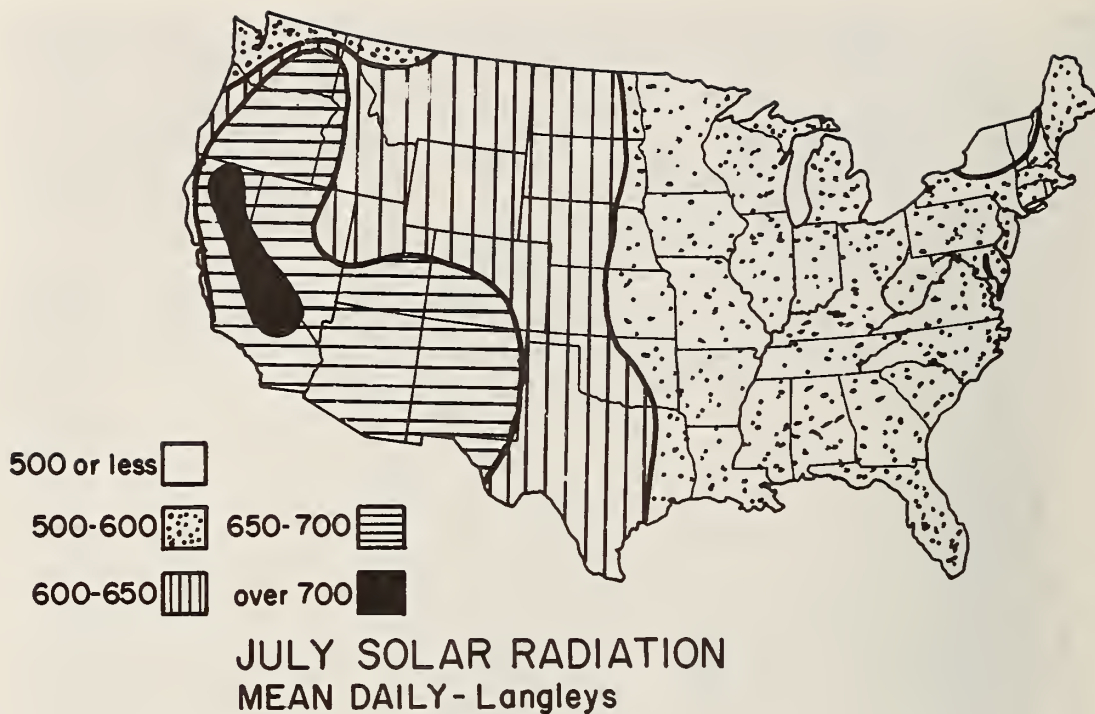 500 or less
500-600 650-700
600-650 over 700
JULY SOLAR RADIATION
MEAN DAILY-Langleys